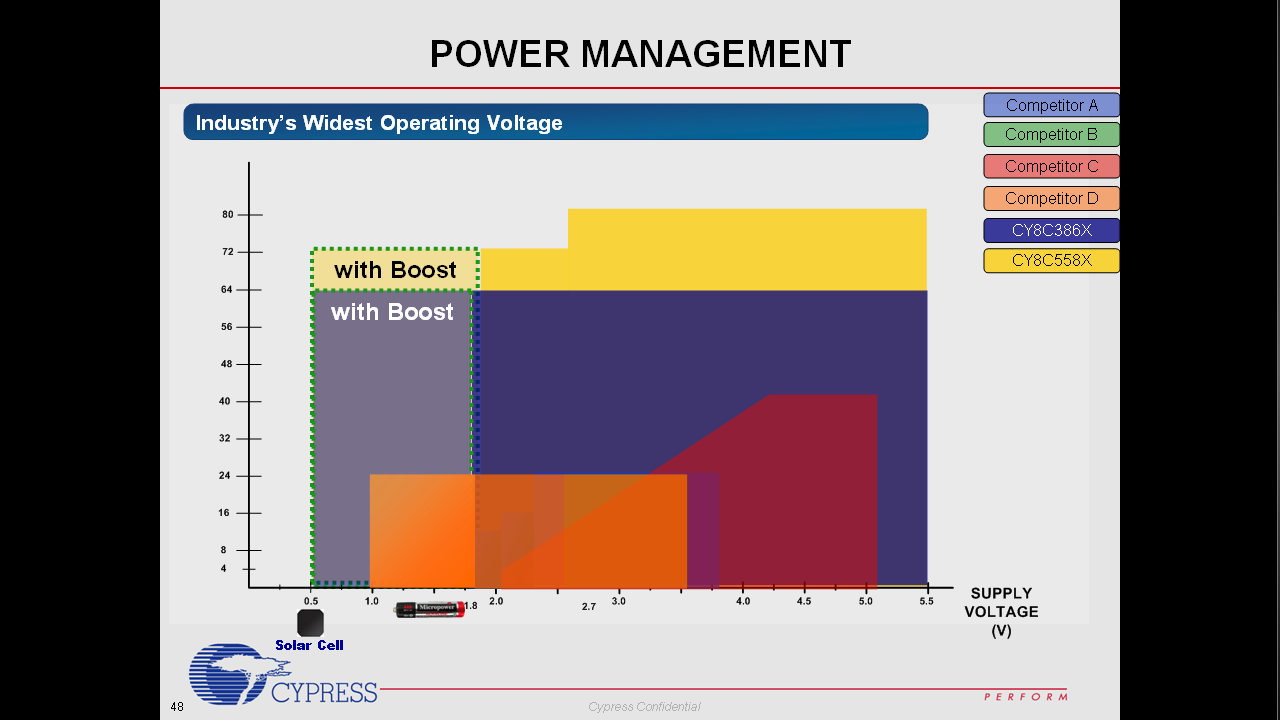 POWER MANAGEMENT
Industry's Widest Operating Voltage
Competitor A
Competitor B
Competitor C
Competitor D
CY8C386X
CY8C558X
80
72
64
56
48
40
32
24
16
8
4
with Boost
with Boost
0.5
1.0
1.8
2.0
2.7
3.0
4.0
4.5
5.0
5.5
SUPPLY
VOLTAGE
(V)
Micropower
Solar Cell
CYPRESS
PERFORM
48
Cypress Confidential